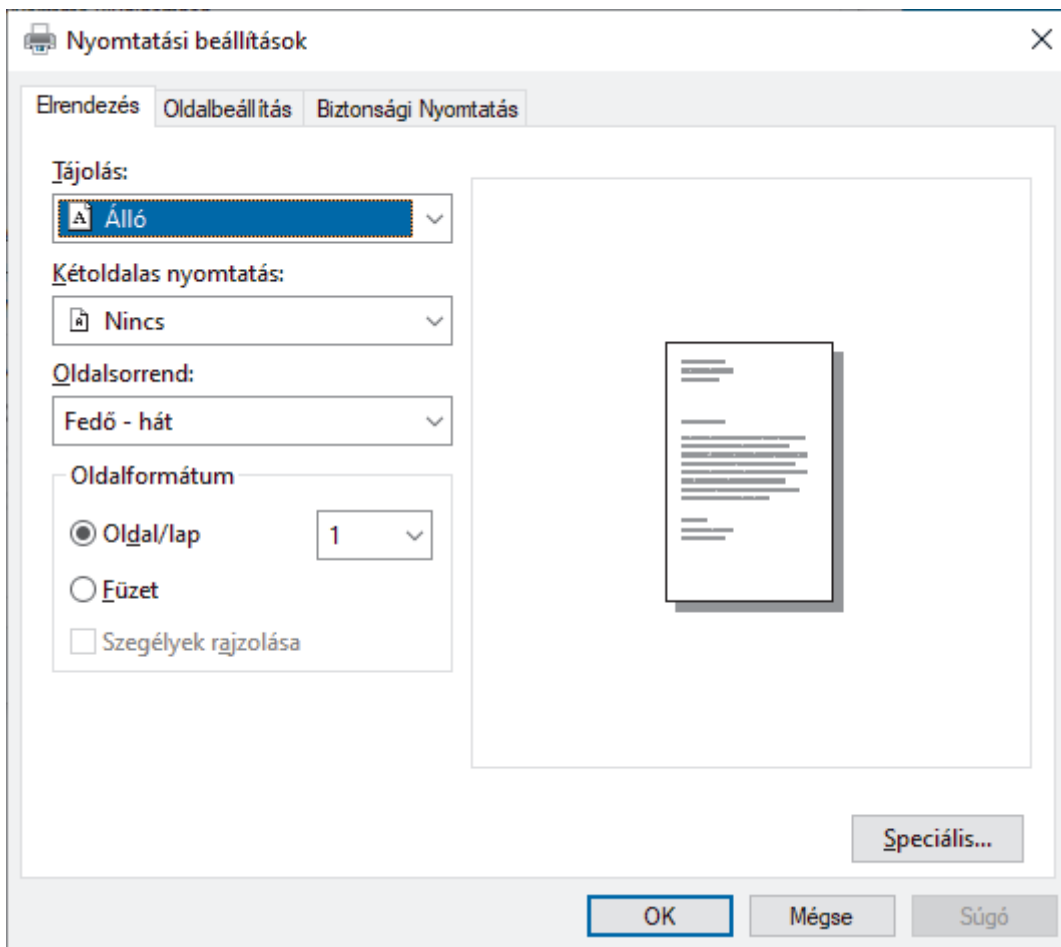 Nyomtatási beállítások
Elrendezés Oldalbeállítás Biztonsági Nyomtatás
Tájolás:
A Álló
Kétoldalas nyomtatás:
A Nincs
Oldalsorrend:
Fedő - hát
Oldalformátum
Oldal/lap 1
Füzet
Szegélyek rajzolása
Speciális...
OK Mégse Súgó